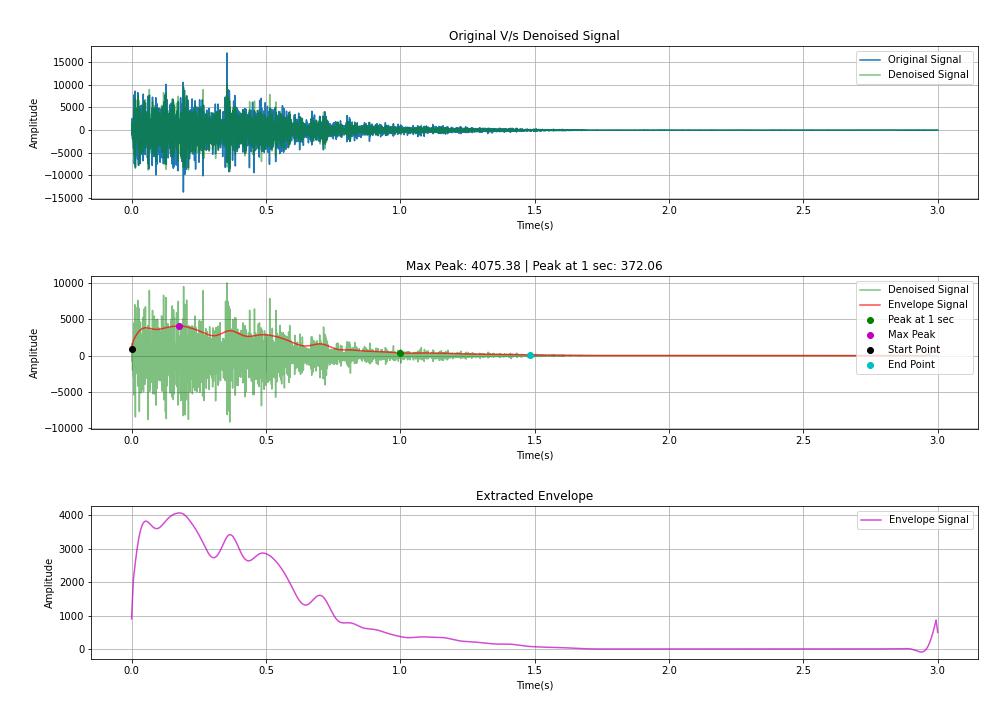 Original V/s Denoised Signal
Amplitude
15000
10000
5000
0
−5000
−10000
−15000
Original Signal
Denoised Signal
0.0 0.5 1.0 1.5 2.0 2.5 3.0
Time(s)
Max Peak: 4075.38 | Peak at 1 sec: 372.06
Amplitude
10000
5000
0
−5000
−10000
Denoised Signal
Envelope Signal
Peak at 1 sec
Max Peak
Start Point
End Point
0.0 0.5 1.0 1.5 2.0 2.5 3.0
Time(s)
Extracted Envelope
Amplitude
4000
3000
2000
1000
0
Envelope Signal
0.0 0.5 1.0 1.5 2.0 2.5 3.0
Time(s)